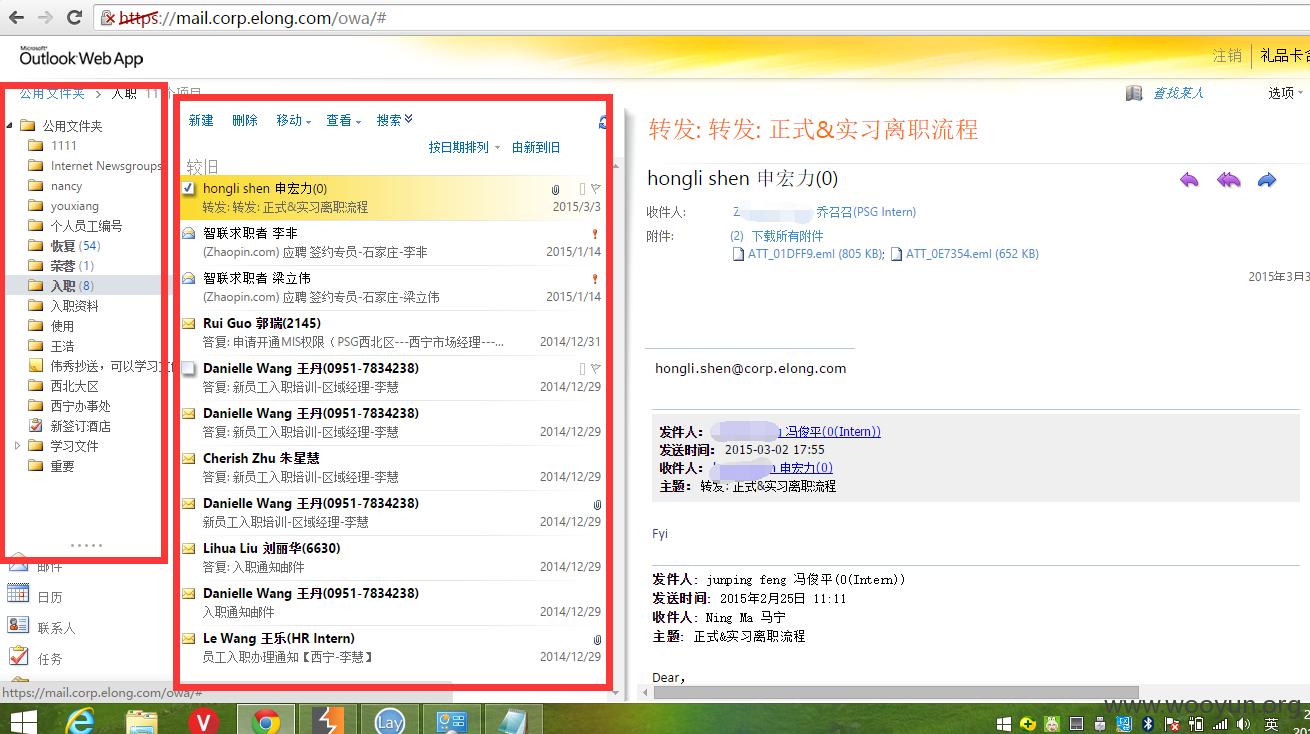 https://mail.corp.elong.com/owa/#
Microsoft®
Outlook Web App
注销
礼品卡
公用文件夹 > 入职 11 个项目
查找某人
选项
公用文件夹
1111
Internet Newsgroups
nancy
youxiang
个人员工编号
恢复 (54)
荣蓉 (1)
入职 (8)
入职资料
使用
王浩
伟秀抄送，可以学习
西北大区
西宁办事处
新签订酒店
学习文件
重要
邮件
日历
联系人
任务
新建 删除 移动 查看 搜索
按日期排列 由新到旧
较旧
hongli shen 申宏力(0)
转发: 转发: 正式&实习离职流程 2015/3/3
智联求职者 李非
(Zhaopin.com) 应聘 签约专员-石家庄-李非 2015/1/14
智联求职者 梁立伟
(Zhaopin.com) 应聘 签约专员-石家庄-梁立伟 2015/1/14
Rui Guo 郭瑞(2145)
答复: 申请开通MIS权限（PSG西北区---西宁市场经理---... 2014/12/31
Danielle Wang 王丹(0951-7834238)
答复: 新员工入职培训-区域经理-李慧 2014/12/29
Danielle Wang 王丹(0951-7834238)
答复: 新员工入职培训-区域经理-李慧 2014/12/29
Cherish Zhu 朱星慧
答复: 新员工入职培训-区域经理-李慧 2014/12/29
Danielle Wang 王丹(0951-7834238)
新员工入职培训-区域经理-李慧 2014/12/29
Lihua Liu 刘丽华(6630)
答复: 入职通知邮件 2014/12/29
Danielle Wang 王丹(0951-7834238)
入职通知邮件 2014/12/29
Le Wang 王乐(HR Intern)
员工入职办理通知【西宁-李慧】 2014/12/29
转发: 转发: 正式&实习离职流程
hongli shen 申宏力(0)
收件人: 乔召召(PSG Intern)
附件: (2) 下载所有附件
ATT_01DFF9.eml (805 KB); ATT_0E7354.eml (652 KB)
2015年3月3
hongli.shen@corp.elong.com
发件人: 冯俊平(0(Intern))
发送时间: 2015-03-02 17:55
收件人: 申宏力(0)
主题: 转发: 正式&实习离职流程
Fyi
发件人: junping feng 冯俊平(0(Intern))
发送时间: 2015年2月25日 11:11
收件人: Ning Ma 马宁
主题: 正式&实习离职流程
Dear,
https://mail.corp.elong.com/owa/#
Lay
英
www.wooyun.org